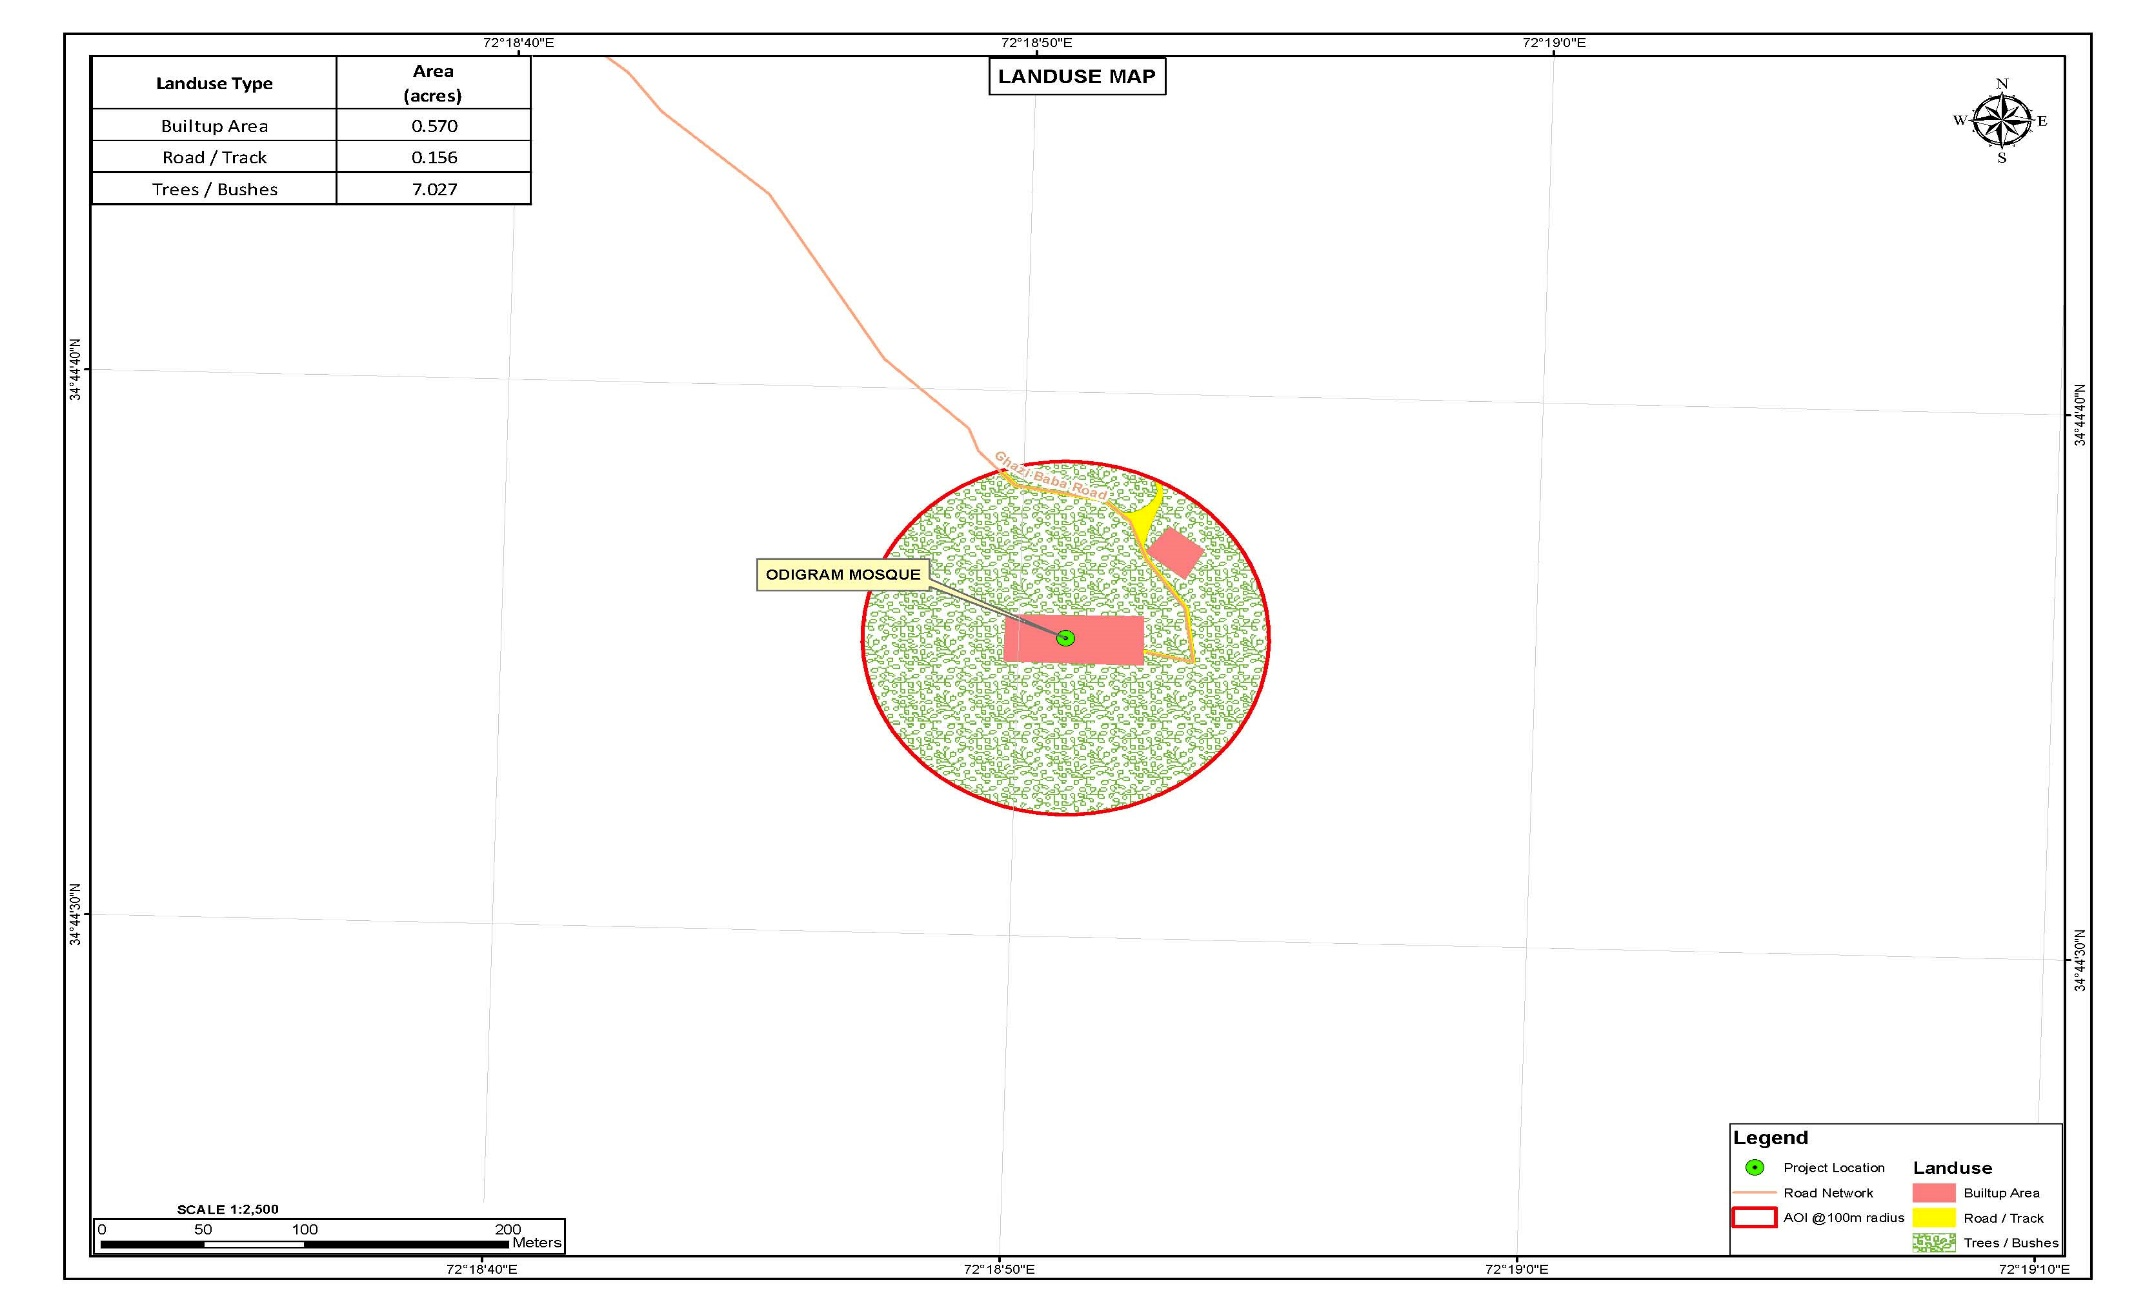 72°18'40"E 72°18'50"E 72°19'0"E
LANDUSE MAP
Landuse Type Area (acres)
Builtup Area 0.570
Road / Track 0.156
Trees / Bushes 7.027
N
W E
S
34°44'40"N
34°44'40"N
Ghazi Baba Road
ODIGRAM MOSQUE
34°44'30"N
34°44'30"N
Legend
Project Location
Road Network
AOI @100m radius
Landuse
Builtup Area
Road / Track
Trees / Bushes
SCALE 1:2,500
0 50 100 200
Meters
72°18'40"E 72°18'50"E 72°19'0"E 72°19'10"E